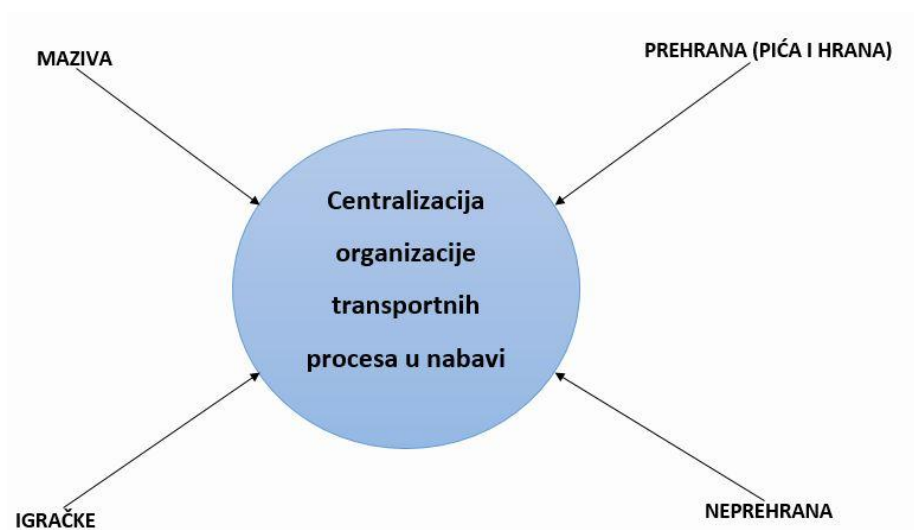 MAZIVA
PREHRANA (PIĆA I HRANA)
Centralizacija
organizacije
transportnih
procesa u nabavi
IGRAČKE
NEPREHRANA